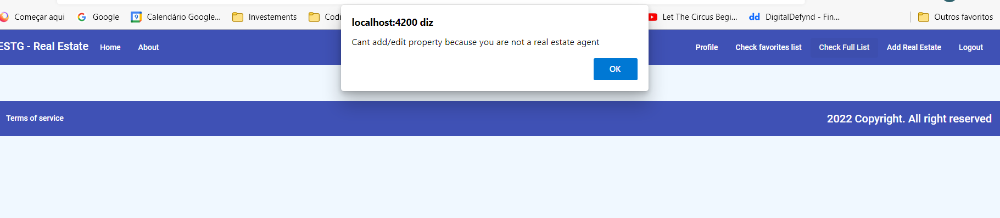 Começar aqui Google 9 Calendário Google... Investements Codi Let The Circus Begi... dd DigitalDefynd - Fin... Outros favoritos
localhost:4200 diz
Cant add/edit property because you are not a real estate agent
OK
ESTG - Real Estate Home About Profile Check favorites list Check Full List Add Real Estate Logout
Terms of service 2022 Copyright. All right reserved